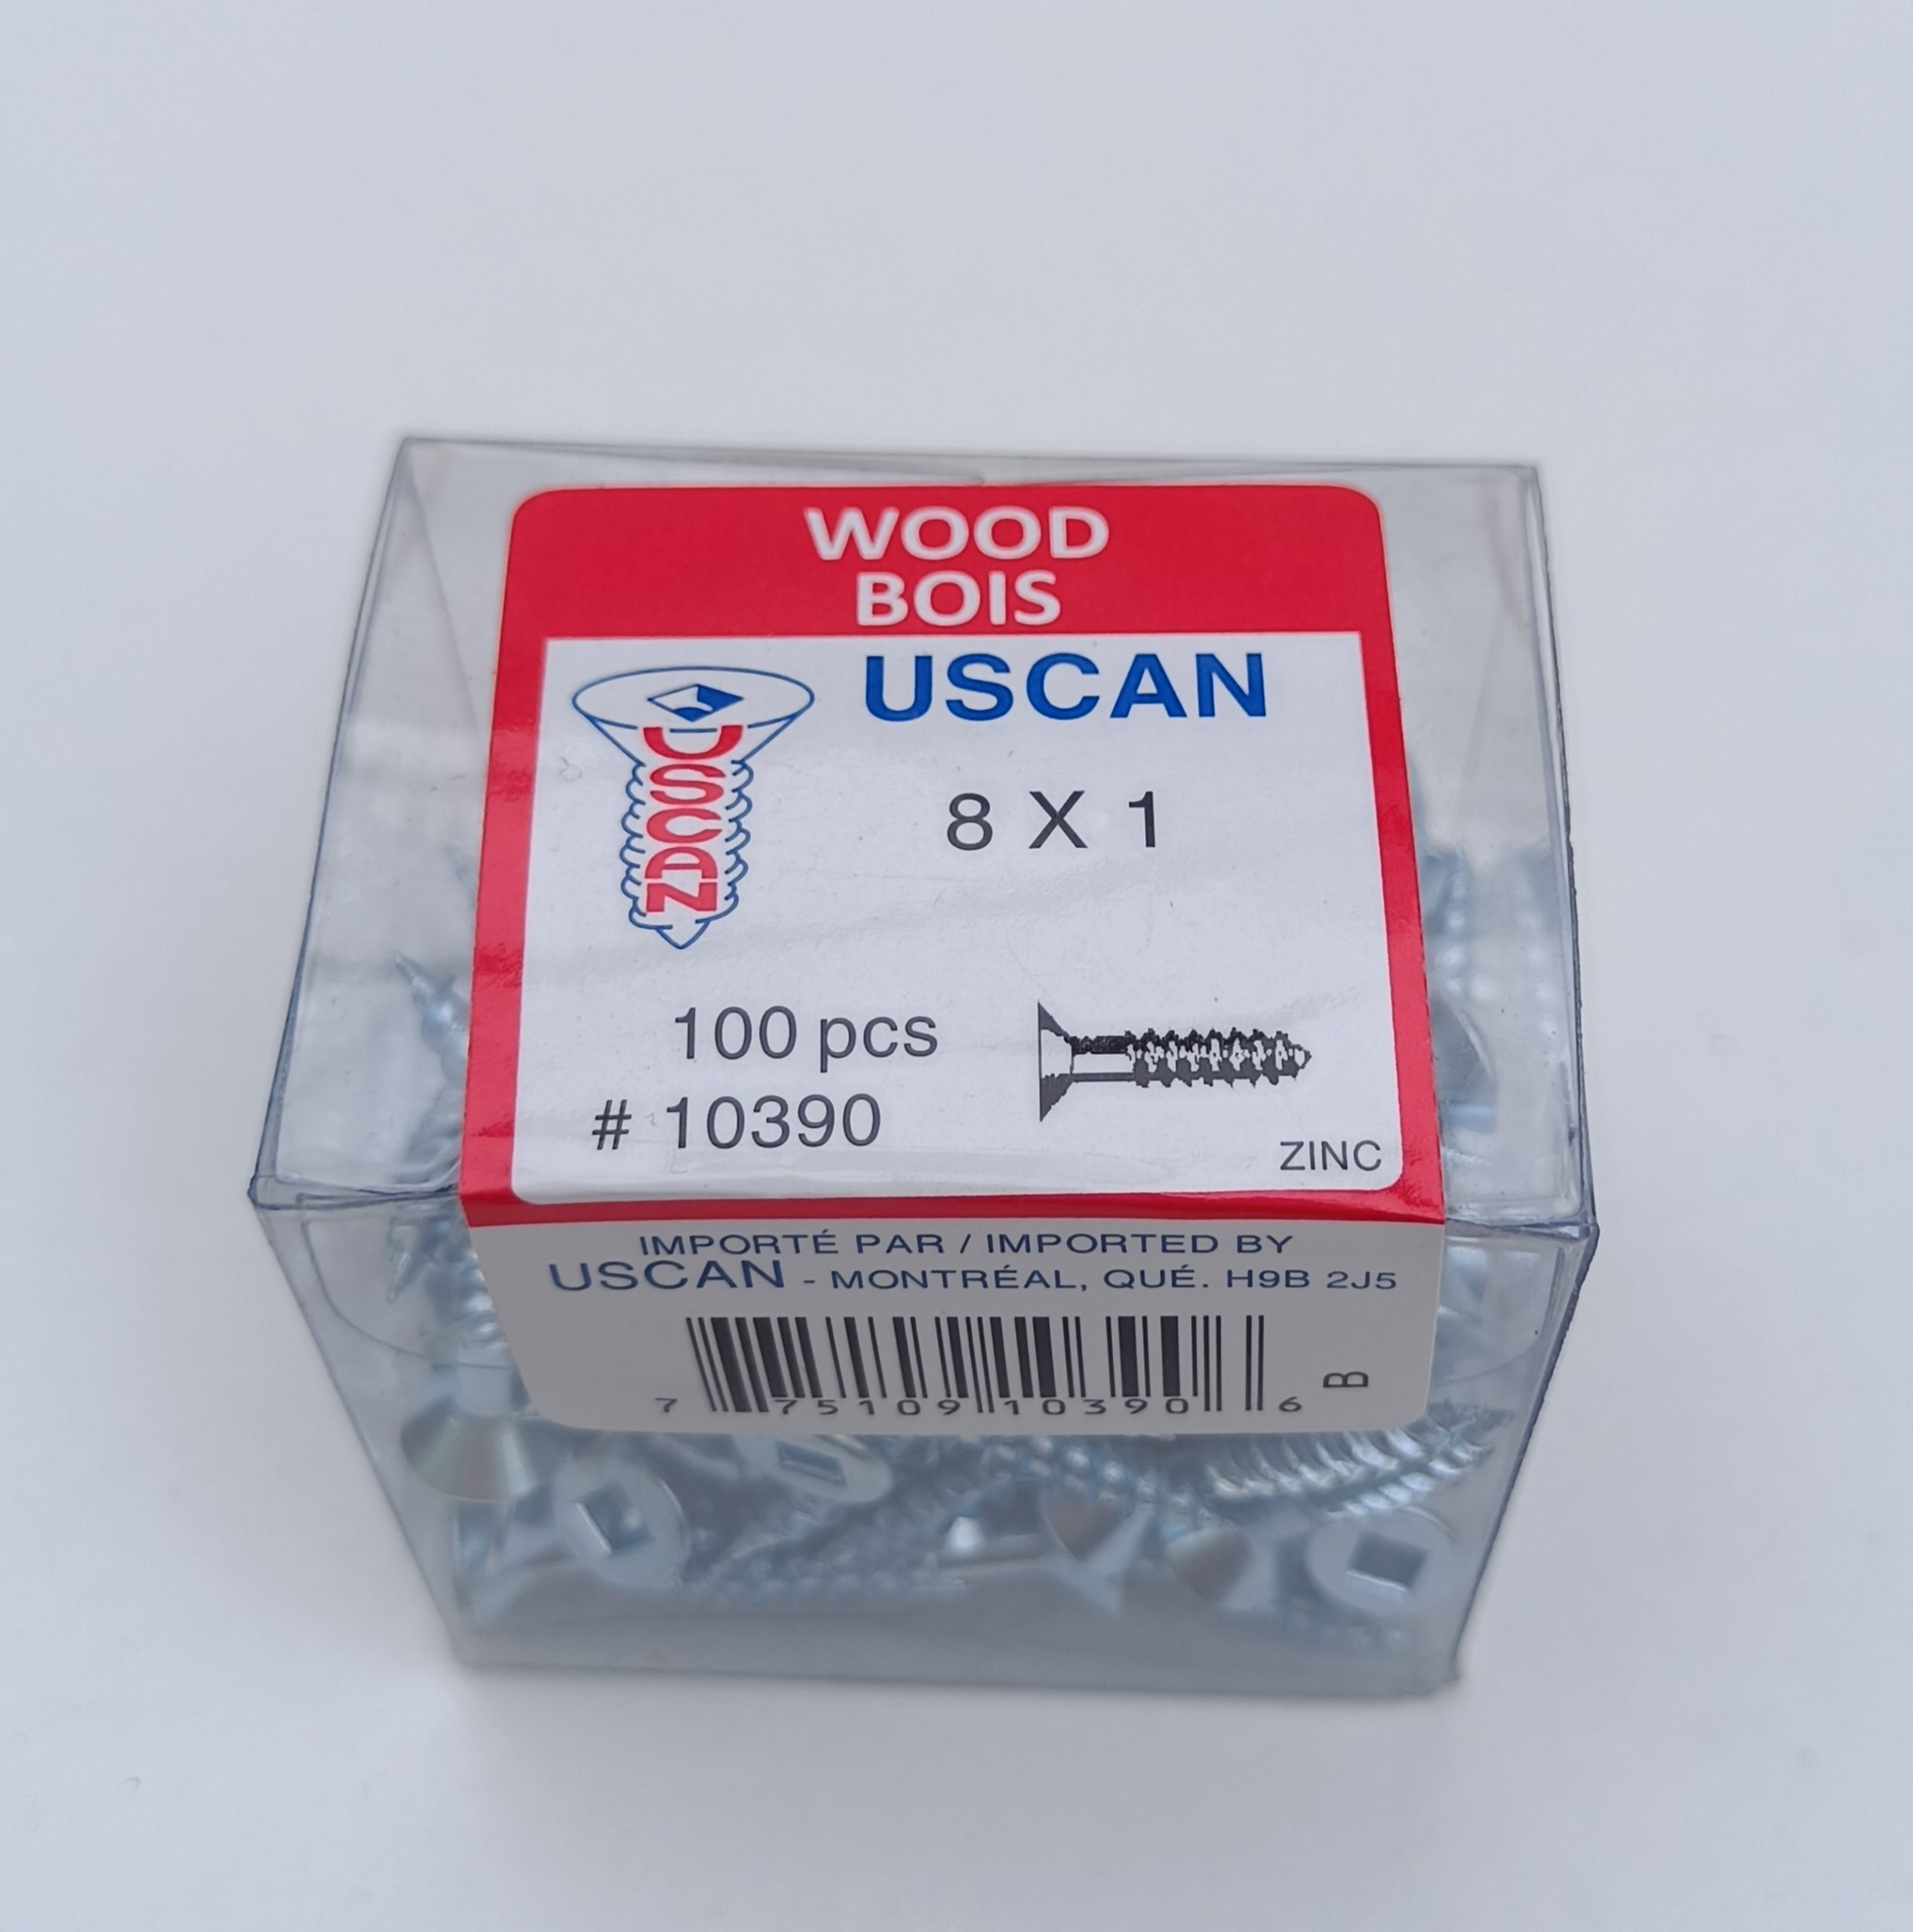 WOOD
BOIS
USCAN
USCAN
8 X 1
100 pcs
# 10390
ZINC
IMPORTÉ PAR / IMPORTED BY
USCAN - MONTRÉAL, QUÉ. H9B 2J5
7 75109 10390 6
B